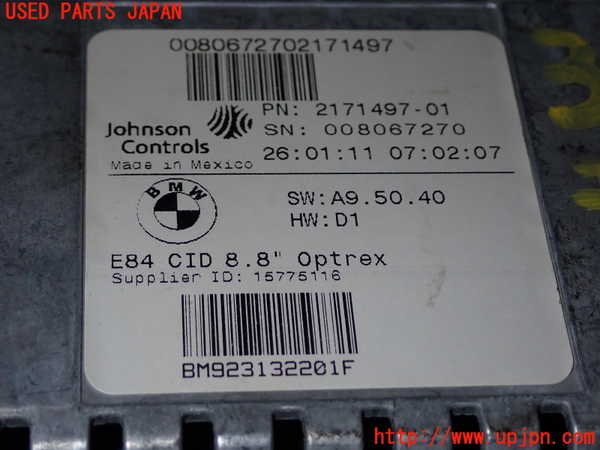 USED PARTS JAPAN
0080672702171497
PN: 2171497-01
SN: 008067270
Johnson
Controls
Made in Mexico
26:01:11 07:02:07
BMW
SW:A9.50.40
HW:D1
E84 CID 8.8" Optrex
Supplier ID: 15775116
BM923132201F
https://www.upjpn.com